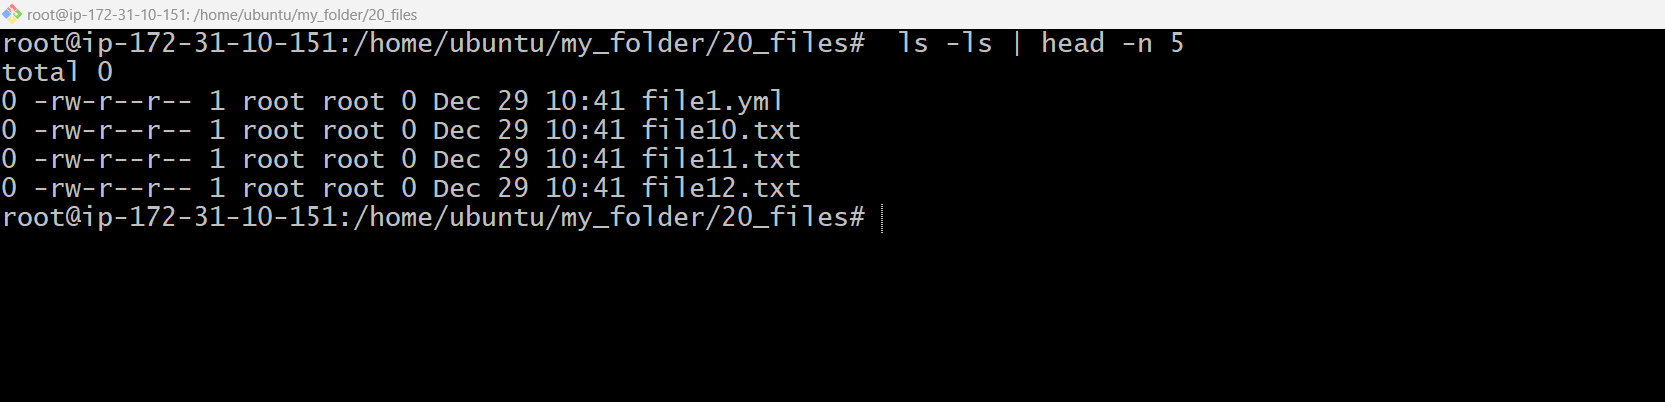 root@ip-172-31-10-151: /home/ubuntu/my_folder/20_files
root@ip-172-31-10-151:/home/ubuntu/my_folder/20_files#  ls -ls | head -n 5
total 0
0 -rw-r--r-- 1 root root 0 Dec 29 10:41 file1.yml
0 -rw-r--r-- 1 root root 0 Dec 29 10:41 file10.txt
0 -rw-r--r-- 1 root root 0 Dec 29 10:41 file11.txt
0 -rw-r--r-- 1 root root 0 Dec 29 10:41 file12.txt
root@ip-172-31-10-151:/home/ubuntu/my_folder/20_files#